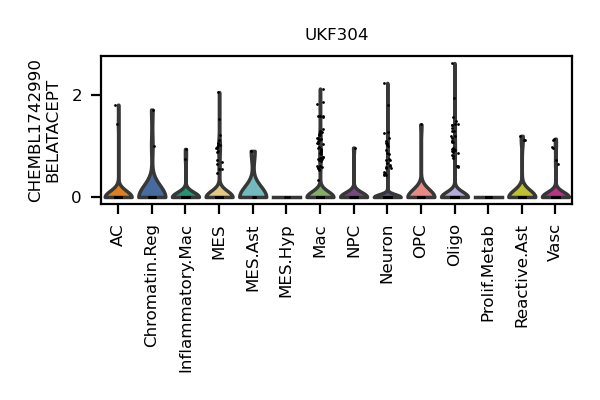 UKF304
CHEMBL1742990
BELATACEPT
2
0
AC
Chromatin.Reg
Inflammatory.Mac
MES
MES.Ast
MES.Hyp
Mac
NPC
Neuron
OPC
Oligo
Prolif.Metab
Reactive.Ast
Vasc